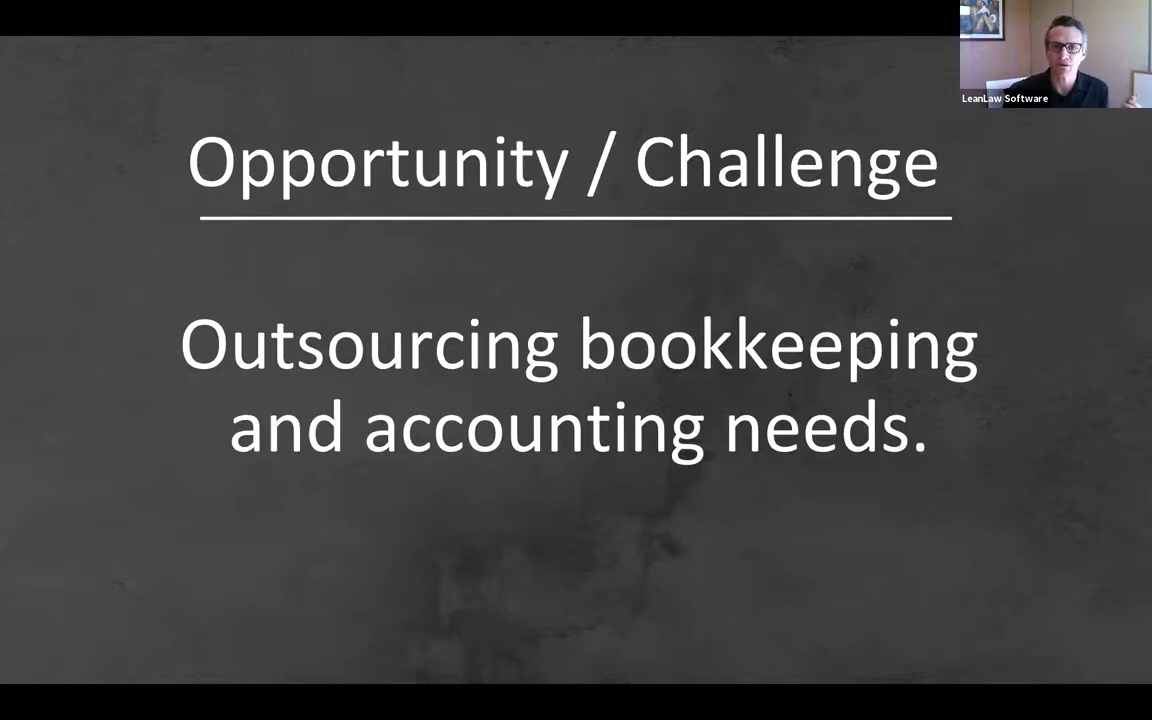 LeanLaw Software
Opportunity / Challenge
Outsourcing bookkeeping
and accounting needs.